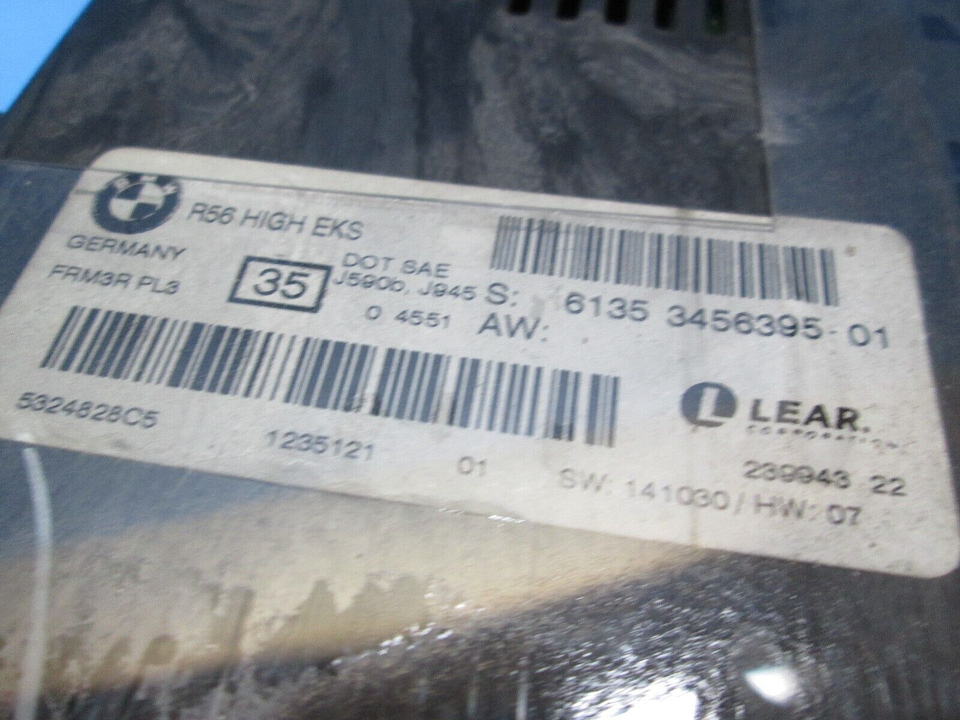 R56 HIGH EKS
GERMANY
FRM3R PL3
35
DOT SAE
J590b, J945
0 4551
S: 6135 3456395-01
AW:
5324828C5
1235121
01
LEAR.
CORPORATION
239943 22
SW: 141030 / HW: 07